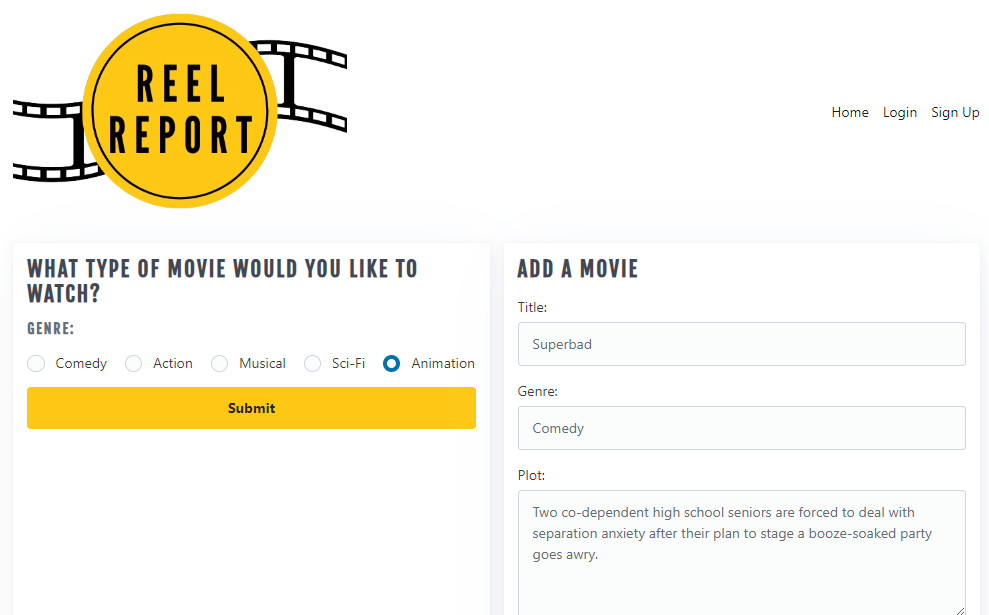 REEL
REPORT
Home Login Sign Up
WHAT TYPE OF MOVIE WOULD YOU LIKE TO
WATCH?
GENRE:
Comedy Action Musical Sci-Fi Animation
Submit
ADD A MOVIE
Title:
Superbad
Genre:
Comedy
Plot:
Two co-dependent high school seniors are forced to deal with
separation anxiety after their plan to stage a booze-soaked party
goes awry.